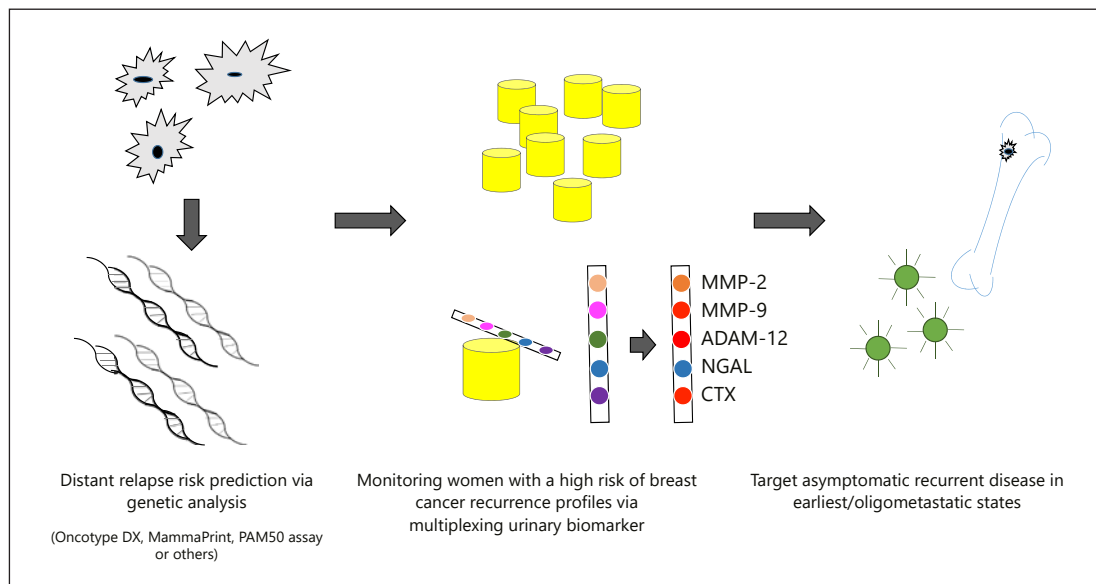 MMP-2
MMP-9
ADAM-12
NGAL
CTX
Distant relapse risk prediction via
genetic analysis
(Oncotype DX, MammaPrint, PAM50 assay
or others)
Monitoring women with a high risk of breast
cancer recurrence profiles via
multiplexing urinary biomarker
Target asymptomatic recurrent disease in
earliest/oligometastatic states